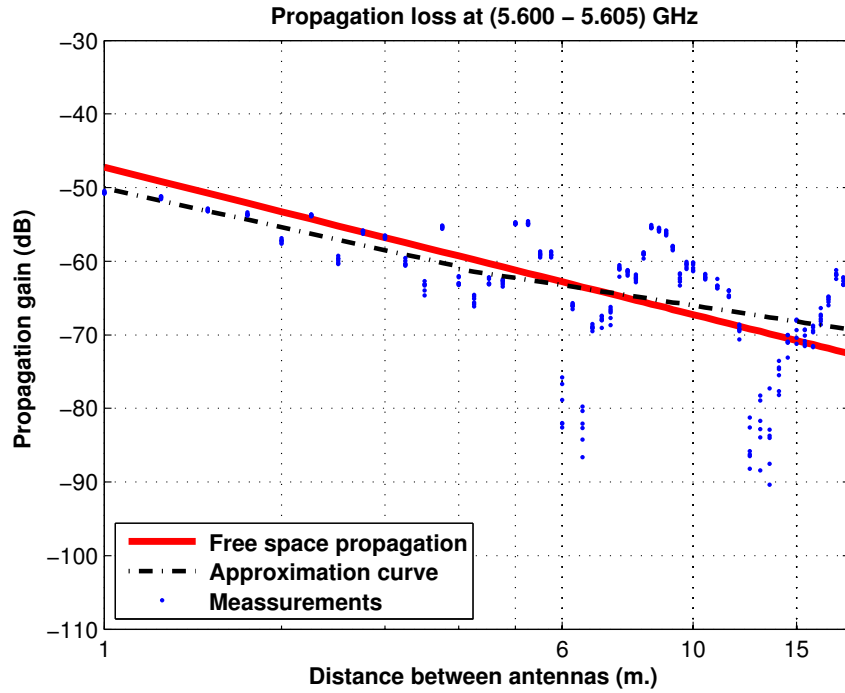 Propagation loss at (5.600 − 5.605) GHz
−30
−40
−50
−60
−70
−80
−90
−100
−110
Propagation gain (dB)
Free space propagation
Approximation curve
Meassurements
1
6
10
15
Distance between antennas (m.)